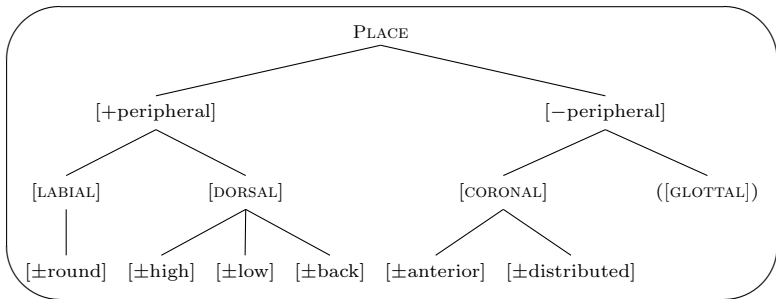 PLACE
[+peripheral] [−peripheral]
[LABIAL] [DORSAL] [CORONAL] ([GLOTTAL])
[±round] [±high] [±low] [±back] [±anterior] [±distributed]